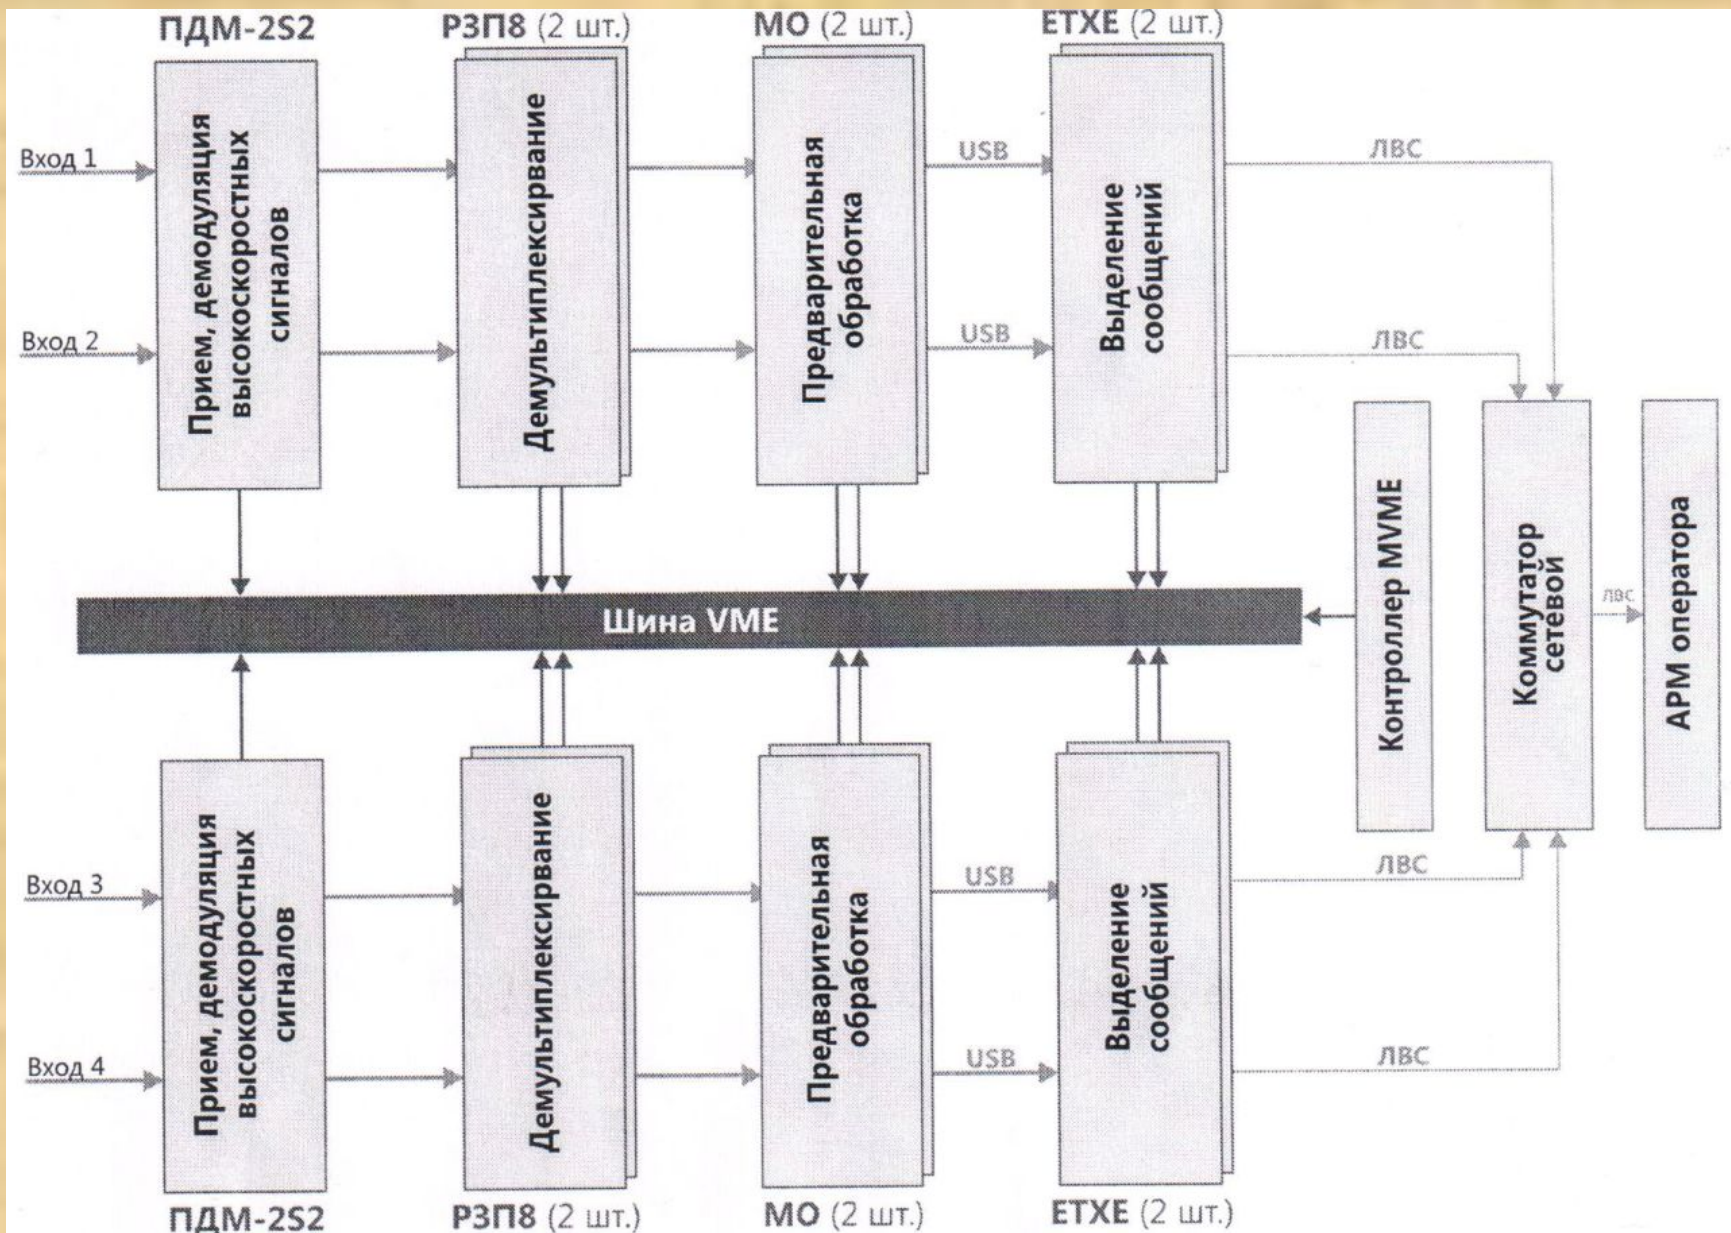 ПДМ-2S2
РЗП8 (2 шт.)
МО (2 шт.)
ETXE (2 шт.)
Вход 1
Вход 2
Прием, демодуляция
высокоскоростных
сигналов
Демультиплексирвание
Предварительная
обработка
USB
USB
Выделение
сообщений
ЛВС
ЛВС
Шина VME
Контроллер MVME
Коммутатор
сетевой
ЛВС
АРМ оператора
Вход 3
Вход 4
Прием, демодуляция
высокоскоростных
сигналов
Демультиплексирвание
Предварительная
обработка
USB
USB
Выделение
сообщений
ЛВС
ЛВС
ПДМ-2S2
РЗП8 (2 шт.)
МО (2 шт.)
ETXE (2 шт.)